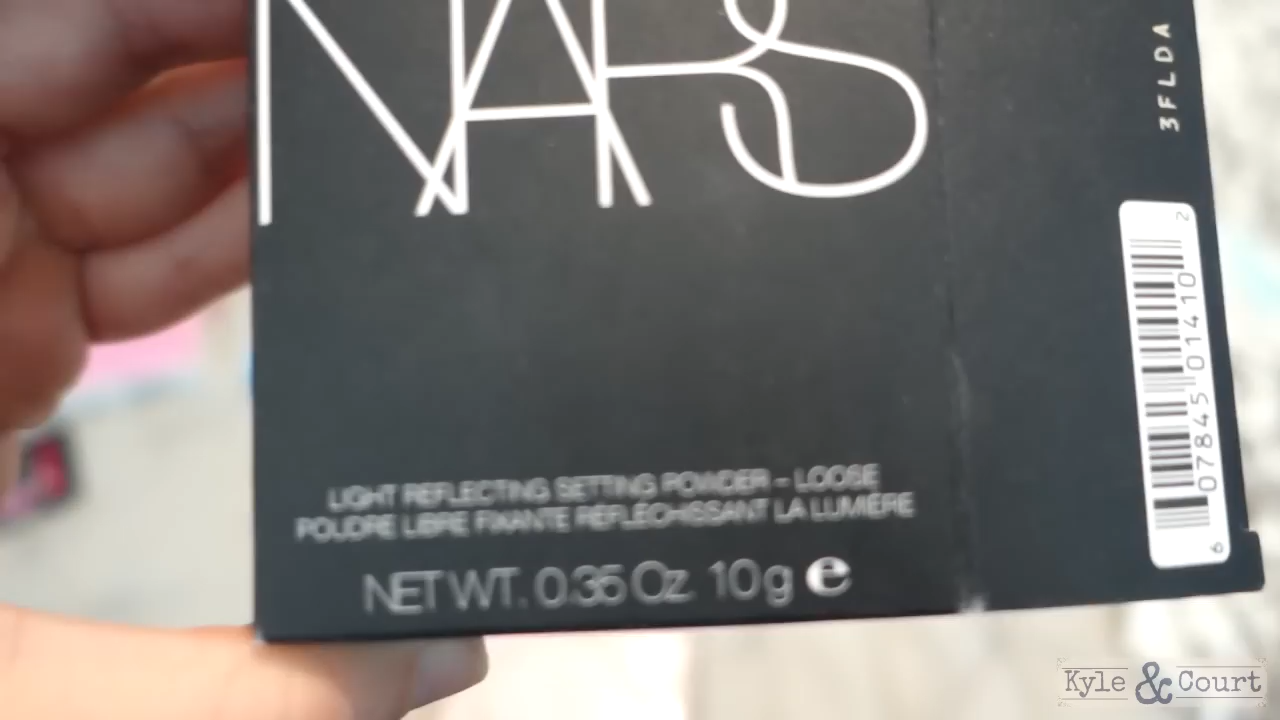 NARS
3FLDA
6 07845 01410 2
LIGHT REFLECTING SETTING POWDER – LOOSE
POUDRE LIBRE FIXANTE RÉFLÉCHISSANT LA LUMIÈRE
NET WT. 0.35 Oz. 10g e
Kyle & Court